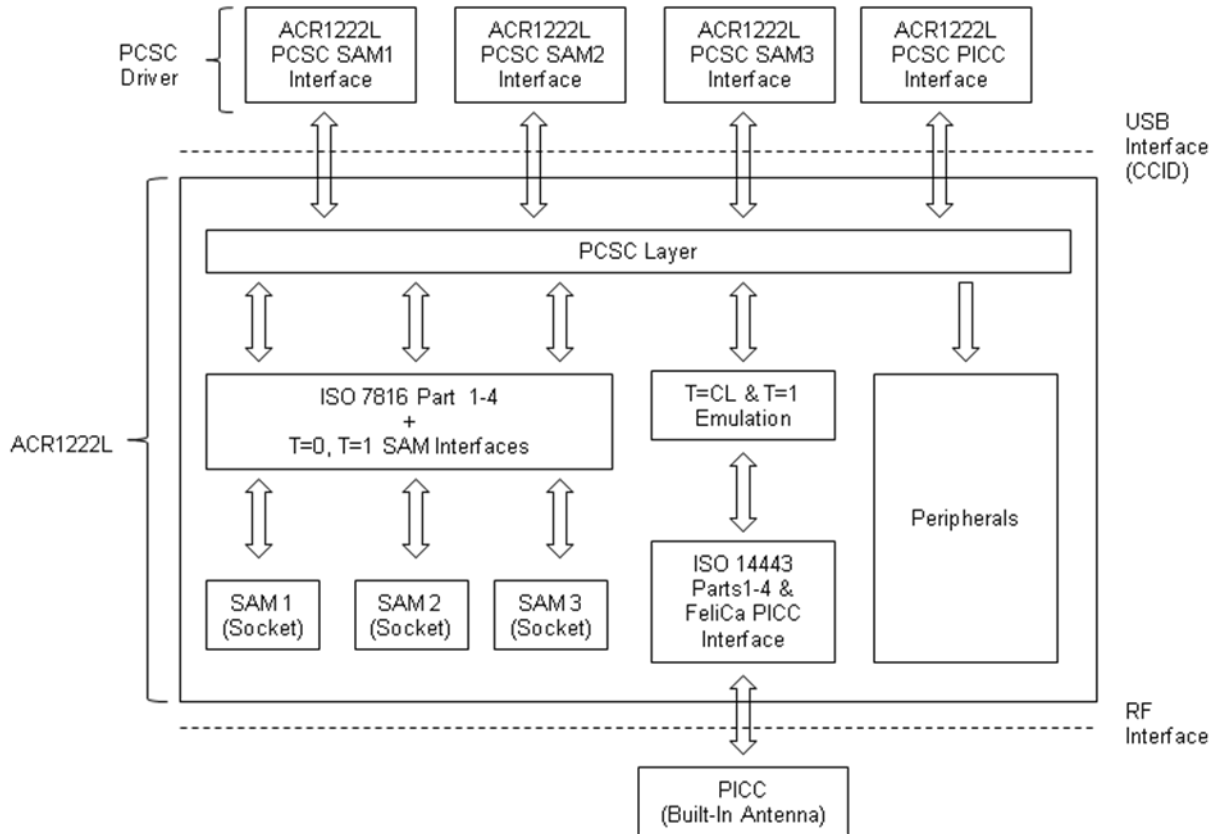 PCSC
Driver
ACR1222L
PCSC SAM1
Interface
ACR1222L
PCSC SAM2
Interface
ACR1222L
PCSC SAM3
Interface
ACR1222L
PCSC PICC
Interface
USB
Interface
(CCID)
PCSC Layer
ACR1222L
ISO 7816 Part 1-4
+
T=0, T=1 SAM Interfaces
T=CL & T=1
Emulation
Peripherals
SAM 1
(Socket)
SAM 2
(Socket)
SAM 3
(Socket)
ISO 14443
Parts1-4 &
FeliCa PICC
Interface
RF
Interface
PICC
(Built-In Antenna)